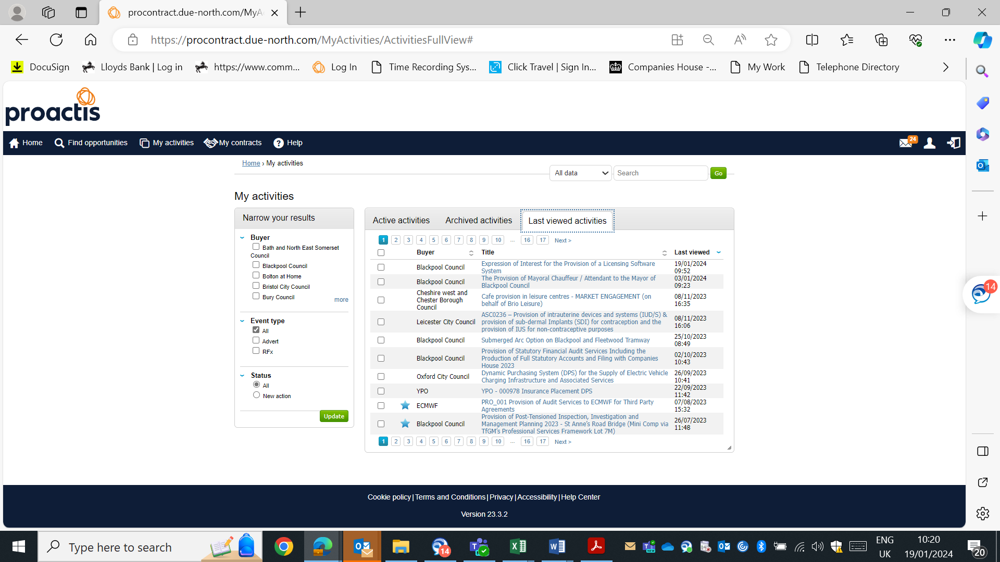 procontract.due-north.com/MyA
https://procontract.due-north.com/MyActivities/ActivitiesFullView#
DocuSign
Lloyds Bank | Log in
https://www.comm...
Log In
Time Recording Sys...
Click Travel | Sign In...
Companies House -...
My Work
Telephone Directory
proactis
Home
Find opportunities
My activities
My contracts
Help
24
Home › My activities
All data
Search
Go
My activities
Narrow your results
Buyer
Bath and North East Somerset
Council
Blackpool Council
Bolton at Home
Bristol City Council
Bury Council
more
Event type
All
Advert
RFx
Status
All
New action
Update
Active activities
Archived activities
Last viewed activities
1 2 3 4 5 6 7 8 9 10 ... 16 17 Next >
Buyer Title Last viewed
Blackpool Council
Expression of Interest for the Provision of a Licensing Software
System
19/01/2024
09:52
Blackpool Council
The Provision of Mayoral Chauffeur / Attendant to the Mayor of
Blackpool Council
03/01/2024
09:23
Cheshire west and
Chester Borough
Council
Cafe provision in leisure centres - MARKET ENGAGEMENT (on
behalf of Brio Leisure)
08/11/2023
16:35
Leicester City Council
ASC0236 – Provision of intrauterine devices and systems (IUD/S) &
provision of sub-dermal Implants (SDI) for contraception and the
provision of IUS for non-contraceptive purposes
08/11/2023
16:06
Blackpool Council
Submerged Arc Option on Blackpool and Fleetwood Tramway
25/10/2023
08:49
Blackpool Council
Provision of Statutory Financial Audit Services Including the
Production of Full Statutory Accounts and Filing with Companies
House 2023
02/10/2023
10:43
Oxford City Council
Dynamic Purchasing System (DPS) for the Supply of Electric Vehicle
Charging Infrastructure and Associated Services
26/09/2023
10:41
YPO
YPO - 000978 Insurance Placement DPS
22/09/2023
11:42
ECMWF
PRO_001 Provision of Audit Services to ECMWF for Third Party
Agreements
07/08/2023
15:32
Blackpool Council
Provision of Post-Tensioned Inspection, Investigation and
Management Planning 2023 - St Anne's Road Bridge (Mini Comp via
TfGM's Professional Services Framework Lot 7M)
26/07/2023
11:48
1 2 3 4 5 6 7 8 9 10 ... 16 17 Next >
14
Cookie policy | Terms and Conditions | Privacy | Accessibility | Help Center
Version 23.3.2
Type here to search
14
ENG
UK
10:20
19/01/2024
20